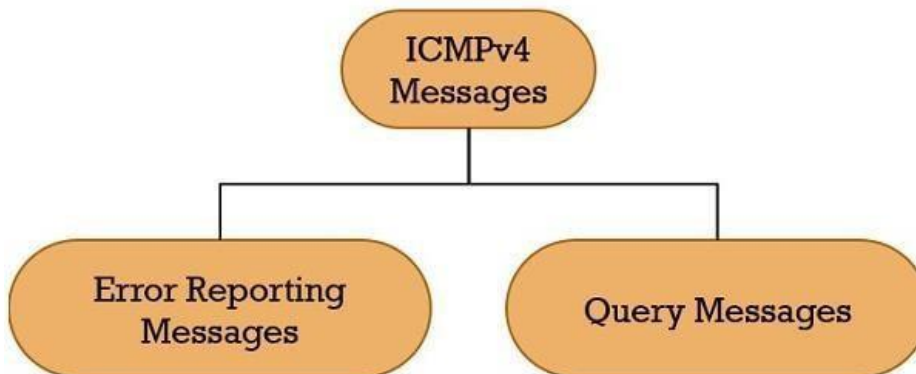 ICMPv4
Messages
Error Reporting
Messages
Query Messages